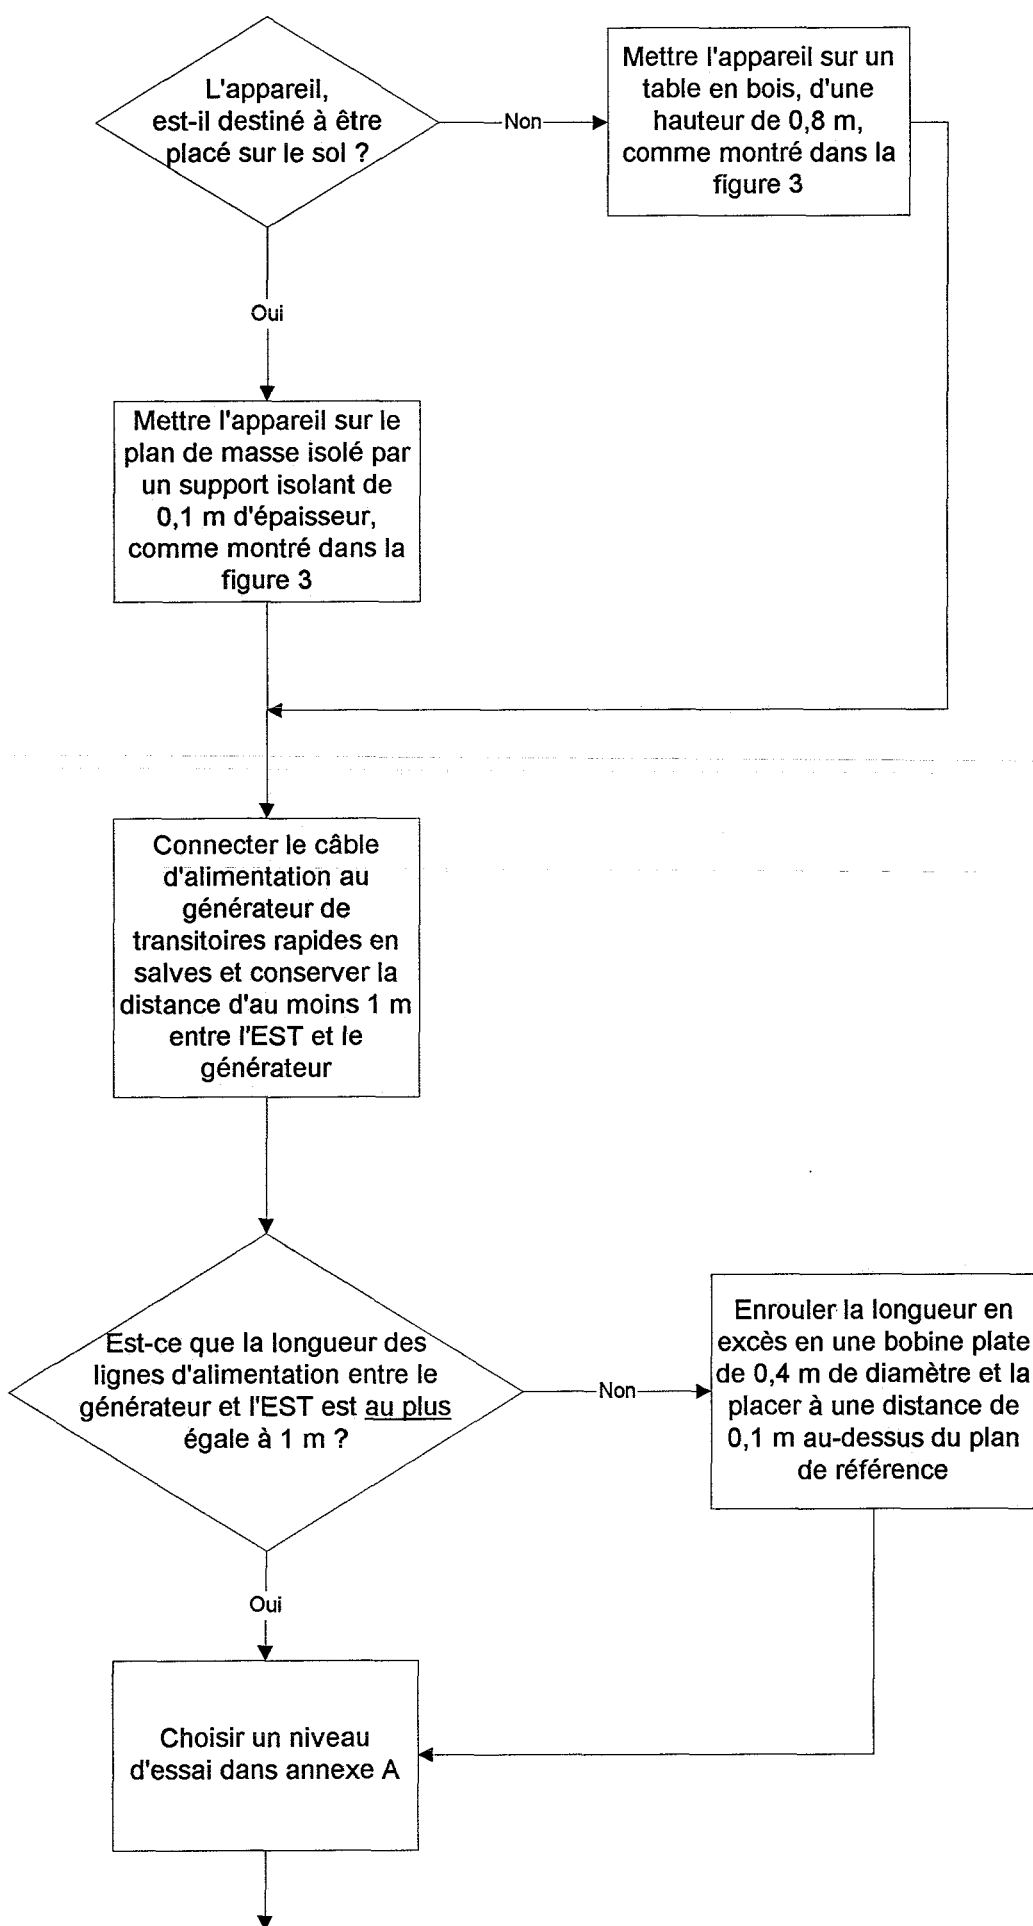 L'appareil,
est-il destiné à être
placé sur le sol ?
Non
Mettre l'appareil sur un
table en bois, d'une
hauteur de 0,8 m,
comme montré dans la
figure 3
Oui
Mettre l'appareil sur le
plan de masse isolé par
un support isolant de
0,1 m d'épaisseur,
comme montré dans la
figure 3
Connecter le câble
d'alimentation au
générateur de
transitoires rapides en
salves et conserver la
distance d'au moins 1 m
entre l'EST et le
générateur
Est-ce que la longueur des
lignes d'alimentation entre le
générateur et l'EST est au plus
égale à 1 m ?
Non
Enrouler la longueur en
excès en une bobine plate
de 0,4 m de diamètre et la
placer à une distance de
0,1 m au-dessus du plan
de référence
Oui
Choisir un niveau
d'essai dans annexe A